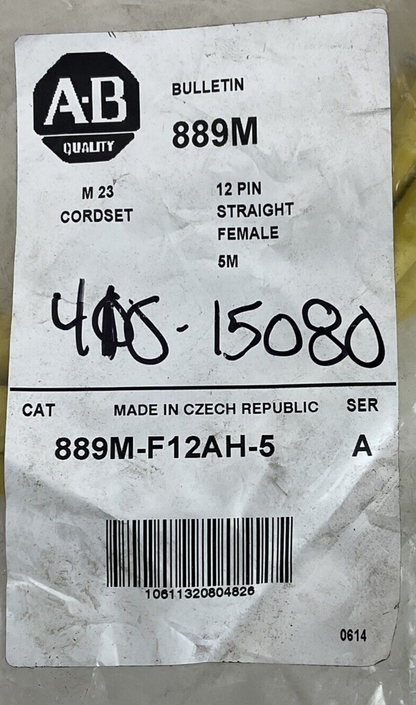 A-B
QUALITY
BULLETIN
889M
M 23
CORDSET
12 PIN
STRAIGHT
FEMALE
5M
-15080
CAT
MADE IN CZECH REPUBLIC
SER
889M-F12AH-5
A
10611320804826
0614